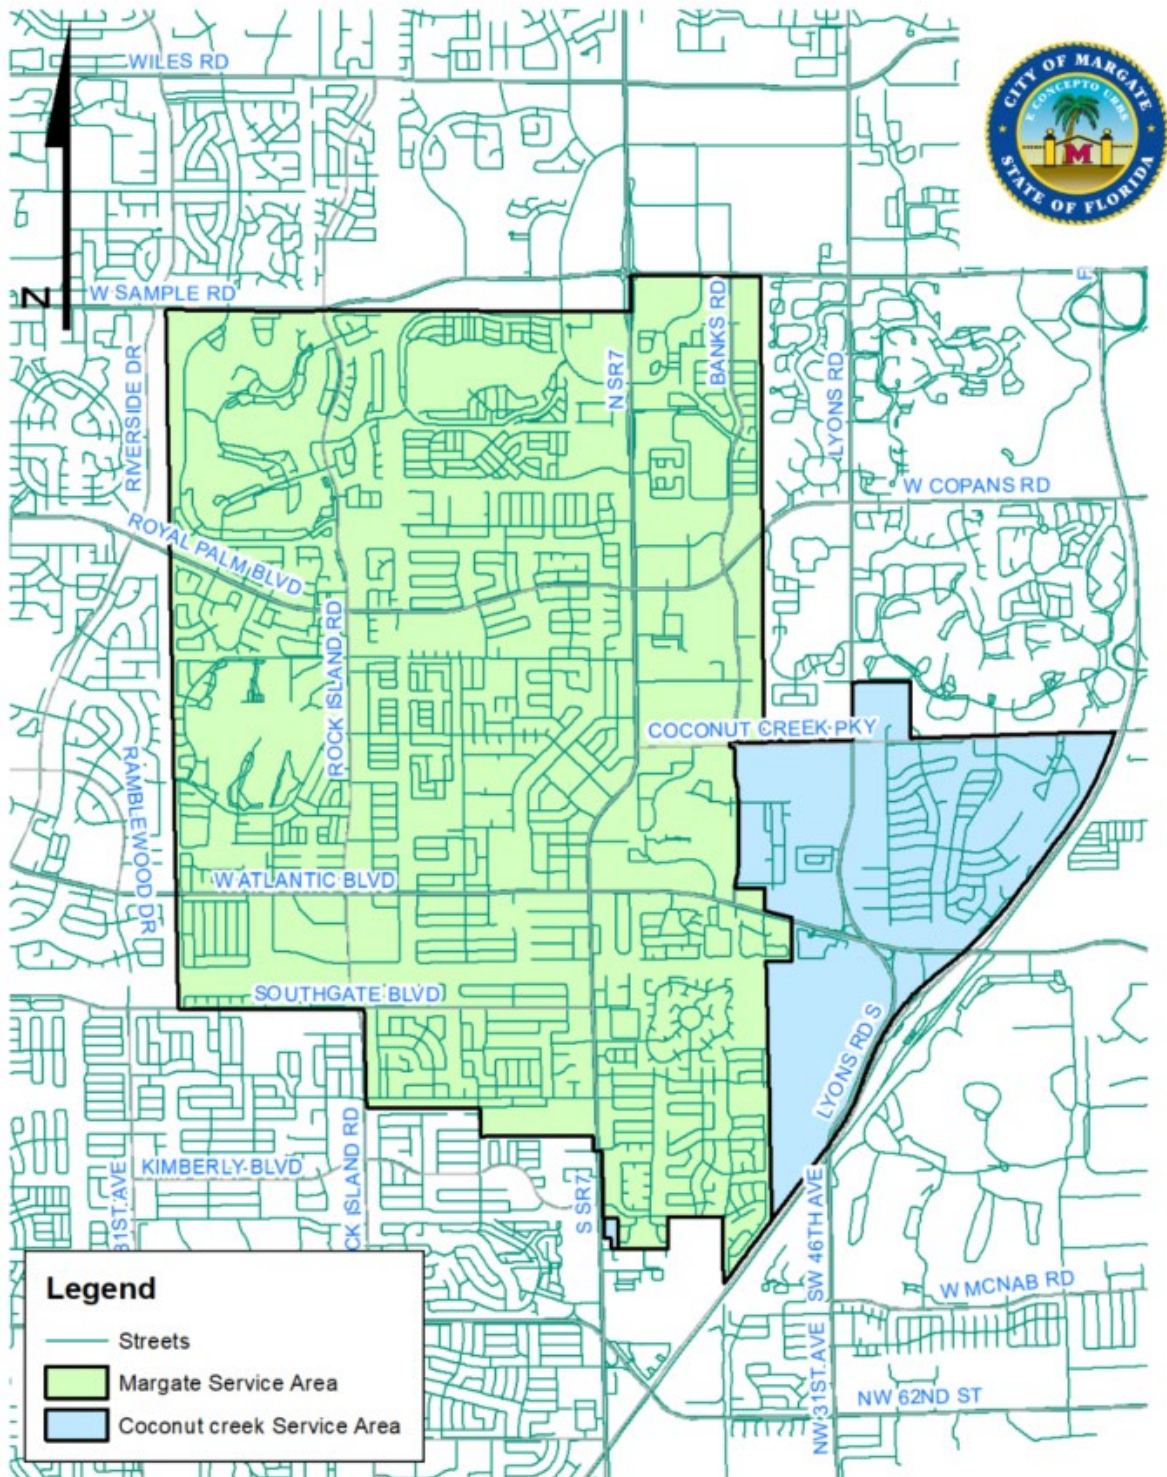 WILES RD
CITY OF MARGATE
E CONCEPTO URBS
M
STATE OF FLORIDA
N
W SAMPLE RD
RIVERSIDE DR
N SR7
BANKS RD
LYONS RD
W COPANS RD
ROYAL PALM BLVD
ROCK ISLAND RD
COCONUT CREEK PKY
RAMBLEWOOD DR
W ATLANTIC BLVD
SOUTHGATE BLVD
LYONS RD S
KIMBERLY BLVD
31ST AVE
CK ISLAND RD
S SR7
SW 46TH AVE
W MCNAB RD
NW 31ST AVE
NW 62ND ST
Legend
Streets
Margate Service Area
Coconut creek Service Area